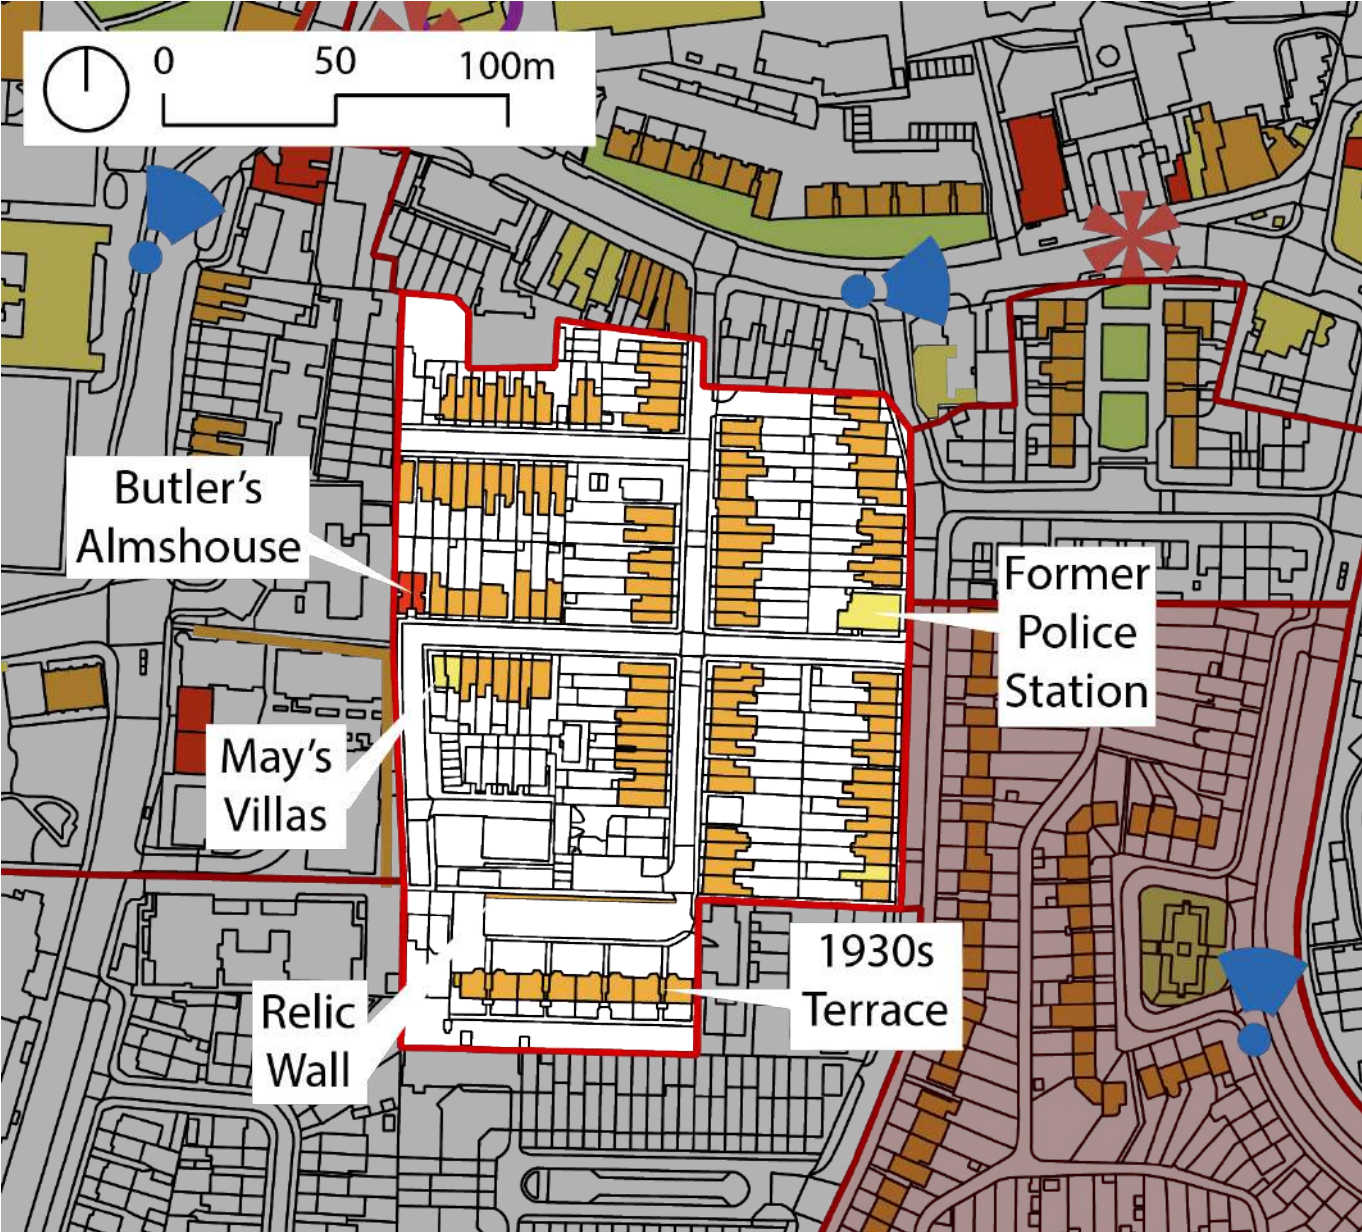 0 50 100m
Butler’s
Almshouse
Former
Police
Station
May’s
Villas
1930s
Terrace
Relic
Wall